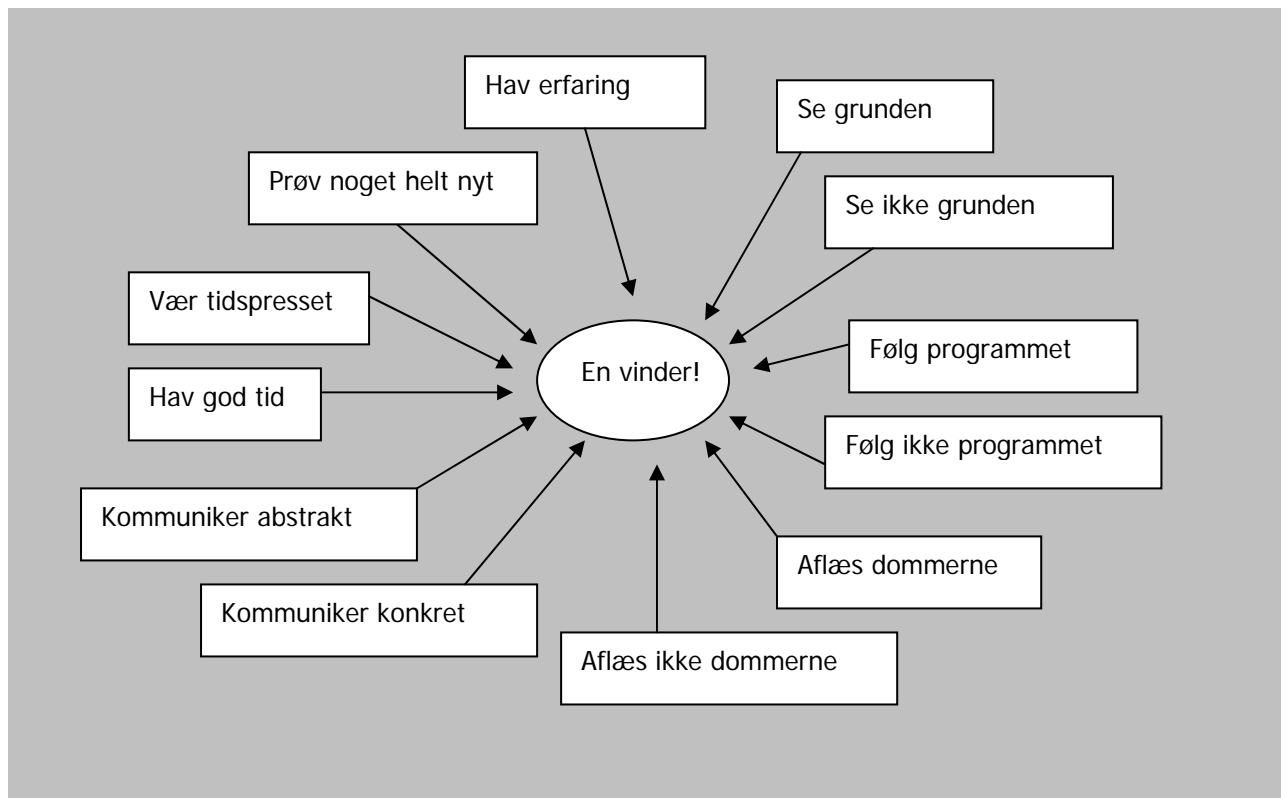 Hav erfaring
Se grunden
Prøv noget helt nyt
Se ikke grunden
Vær tidspresset
Følg programmet
En vinder!
Hav god tid
Følg ikke programmet
Kommuniker abstrakt
Aflæs dommerne
Kommuniker konkret
Aflæs ikke dommerne